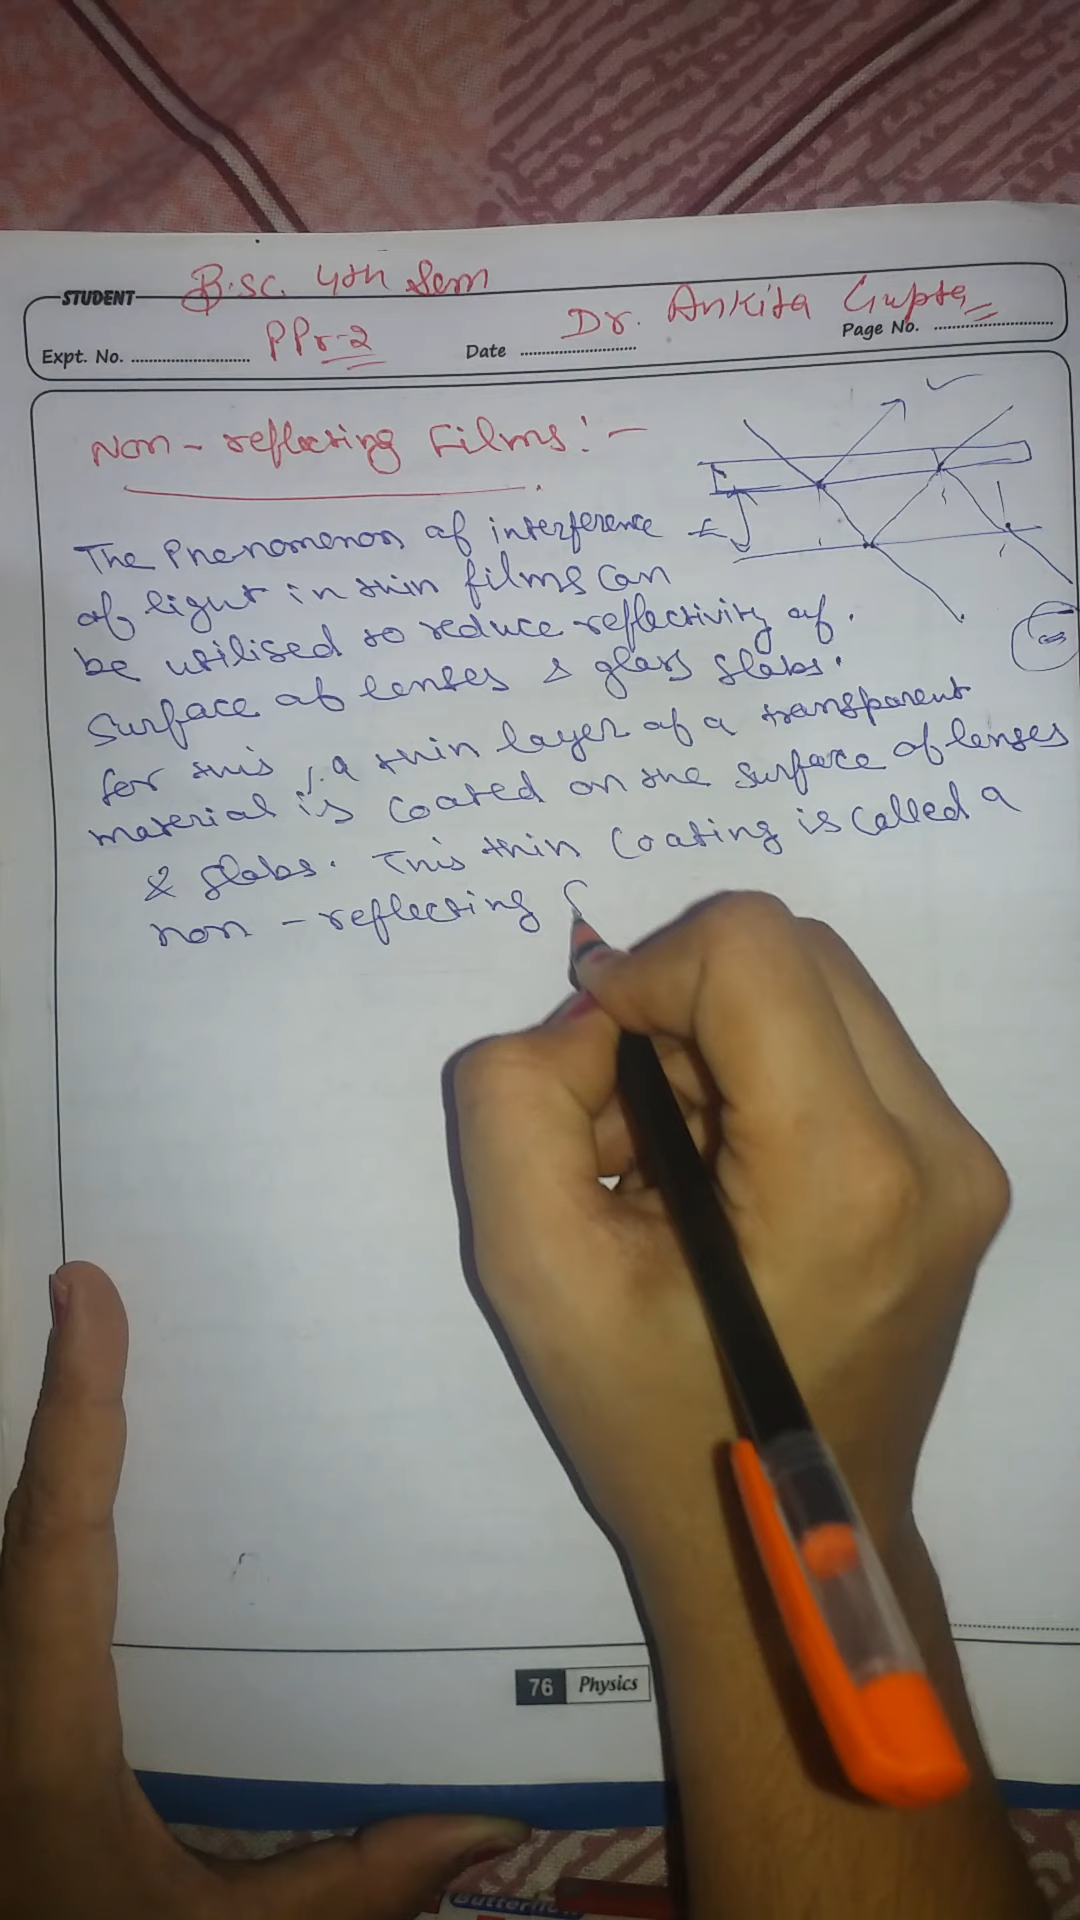 B.Sc. 4th Sem
STUDENT
PPr-2
Dr. Ankita Gupta
Expt. No. ........................
Date ........................
Page No. ........................
Non-reflecting Films:-
The Phenomenon of interference
t
of light in thin films can
be utilised to reduce reflectivity of.
Surface of lenses & glass slabs.
for this, a thin layer of a transparent
material is coated on the surface of lenses
& slabs. This thin coating is called a
non-reflecting
76 Physics